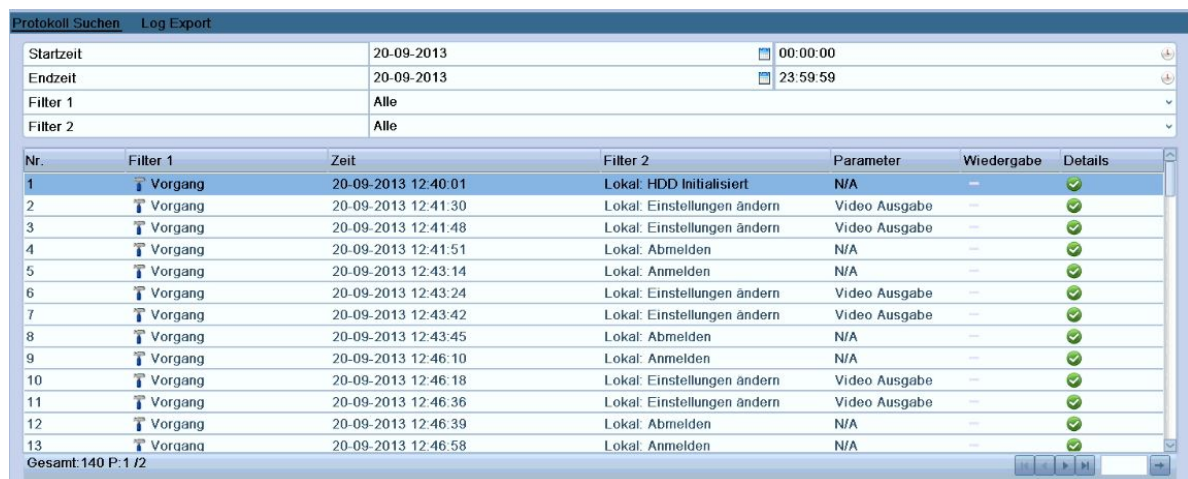 Protokoll Suchen Log Export
Startzeit 20-09-2013 00:00:00
Endzeit 20-09-2013 23:59:59
Filter 1 Alle
Filter 2 Alle
Nr. Filter 1 Zeit Filter 2 Parameter Wiedergabe Details
1 Vorgang 20-09-2013 12:40:01 Lokal: HDD Initialisiert N/A
2 Vorgang 20-09-2013 12:41:30 Lokal: Einstellungen ändern Video Ausgabe
3 Vorgang 20-09-2013 12:41:48 Lokal: Einstellungen ändern Video Ausgabe
4 Vorgang 20-09-2013 12:41:51 Lokal: Abmelden N/A
5 Vorgang 20-09-2013 12:43:14 Lokal: Anmelden N/A
6 Vorgang 20-09-2013 12:43:24 Lokal: Einstellungen ändern Video Ausgabe
7 Vorgang 20-09-2013 12:43:42 Lokal: Einstellungen ändern Video Ausgabe
8 Vorgang 20-09-2013 12:43:45 Lokal: Abmelden N/A
9 Vorgang 20-09-2013 12:46:10 Lokal: Anmelden N/A
10 Vorgang 20-09-2013 12:46:18 Lokal: Einstellungen ändern Video Ausgabe
11 Vorgang 20-09-2013 12:46:36 Lokal: Einstellungen ändern Video Ausgabe
12 Vorgang 20-09-2013 12:46:39 Lokal: Abmelden N/A
13 Vorgang 20-09-2013 12:46:58 Lokal: Anmelden N/A
Gesamt: 140 P: 1 /2